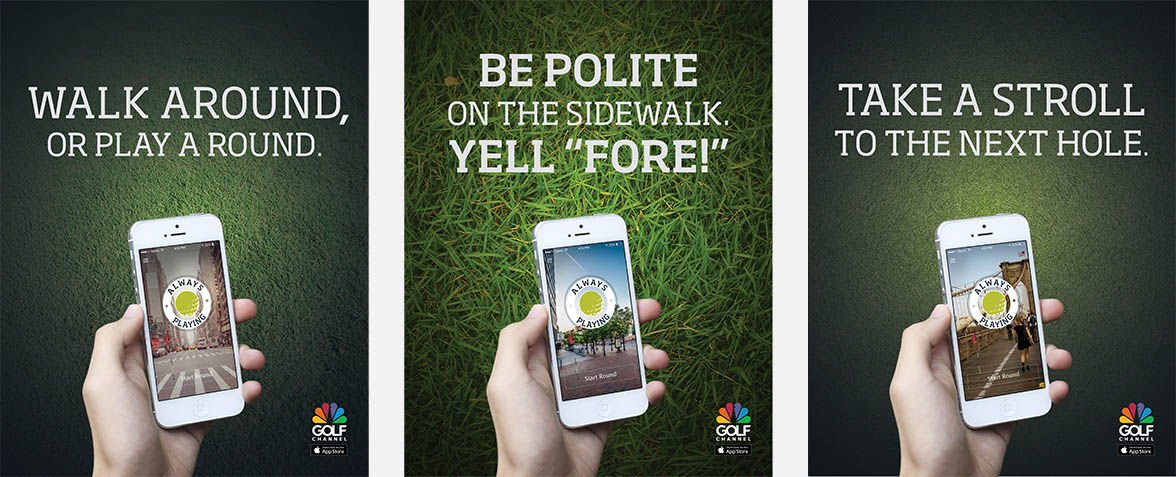 WALK AROUND,
OR PLAY A ROUND.
ALWAYS
PLAYING
Start Round
GOLF
CHANNEL
App Store
BE POLITE
ON THE SIDEWALK.
YELL “FORE!”
ALWAYS
PLAYING
Start Round
GOLF
CHANNEL
App Store
TAKE A STROLL
TO THE NEXT HOLE.
ALWAYS
PLAYING
Start Round
GOLF
CHANNEL
App Store